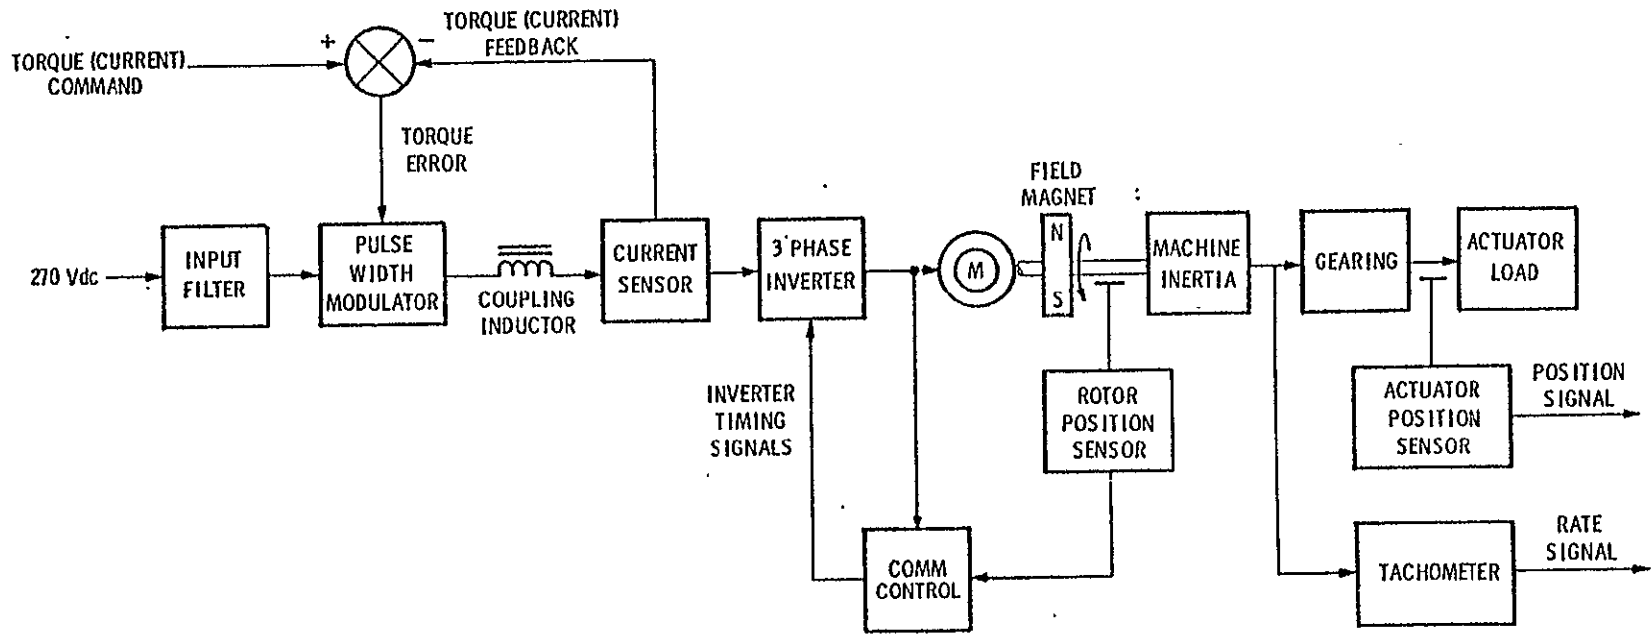 TORQUE (CURRENT)
COMMAND
+
−
TORQUE (CURRENT)
FEEDBACK
TORQUE
ERROR
270 Vdc
INPUT
FILTER
PULSE
WIDTH
MODULATOR
COUPLING
INDUCTOR
CURRENT
SENSOR
3 PHASE
INVERTER
M
FIELD
MAGNET
N
S
MACHINE
INERTIA
GEARING
ACTUATOR
LOAD
INVERTER
TIMING
SIGNALS
ROTOR
POSITION
SENSOR
ACTUATOR
POSITION
SENSOR
POSITION
SIGNAL
COMM
CONTROL
TACHOMETER
RATE
SIGNAL